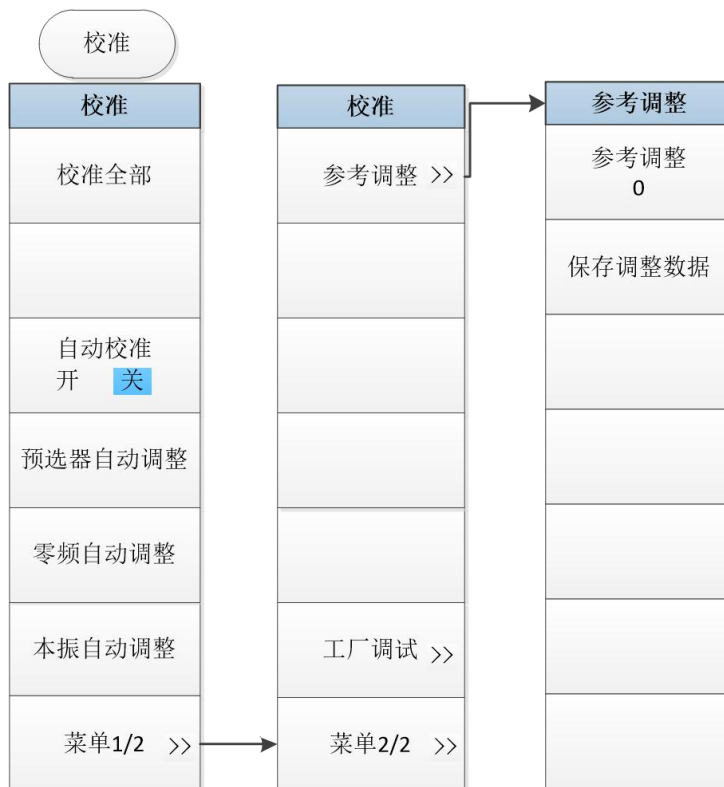 校准
校准
校准全部
自动校准
开 关
预选器自动调整
零频自动调整
本振自动调整
菜单1/2 >>
校准
参考调整 >>
工厂调试 >>
菜单2/2 >>
参考调整
参考调整
0
保存调整数据